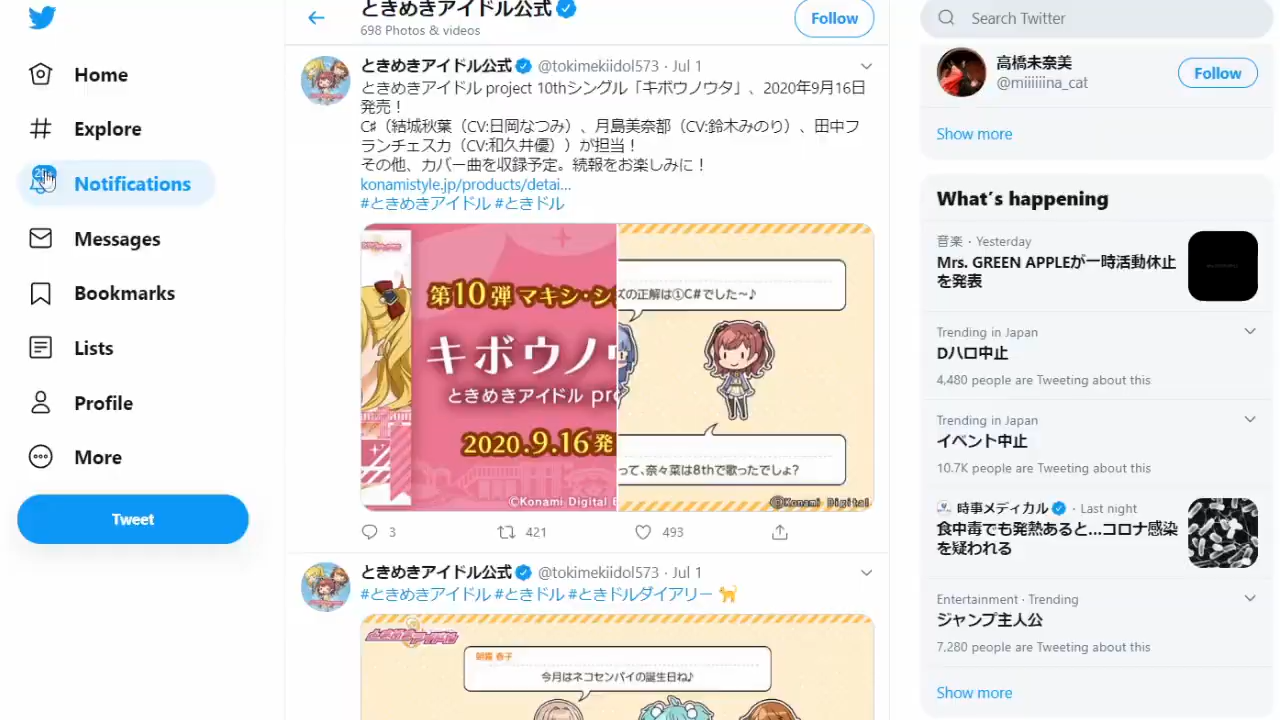 Home
Explore
Notifications
Messages
Bookmarks
Lists
Profile
More
Tweet
ときめきアイドル公式
698 Photos & videos
Follow
ときめきアイドル公式 @tokimekiidol573 · Jul 1
ときめきアイドル project 10thシングル「キボウノウタ」、2020年9月16日
発売！
C♯（結城秋葉（CV:日岡なつみ）、月島美奈都（CV:鈴木みのり）、田中フ
ランチェスカ（CV:和久井優））が担当！
その他、カバー曲を収録予定。続報をお楽しみに！
konamistyle.jp/products/detai...
#ときめきアイドル #ときドル
第10弾 マキシ・シ
キボウノウ
ときめきアイドル pro
2020.9.16発
©Konami Digital E
ズの正解は①C#でした～♪
って、奈々菜は8thで歌ったでしょ?
©Konami Digital
3
421
493
ときめきアイドル公式 @tokimekiidol573 · Jul 1
#ときめきアイドル #ときドル #ときドルダイアリー
ときめきアイドル
今月はネコセンパイの誕生日ね♪
Search Twitter
高橋未奈美
@miiiiiina_cat
Follow
Show more
What's happening
音楽 · Yesterday
Mrs. GREEN APPLEが一時活動休止
を発表
Trending in Japan
Dハロ中止
4,480 people are Tweeting about this
Trending in Japan
イベント中止
10.7K people are Tweeting about this
時事メディカル · Last night
食中毒でも発熱あると…コロナ感染
を疑われる
Entertainment · Trending
ジャンプ主人公
7,280 people are Tweeting about this
Show more